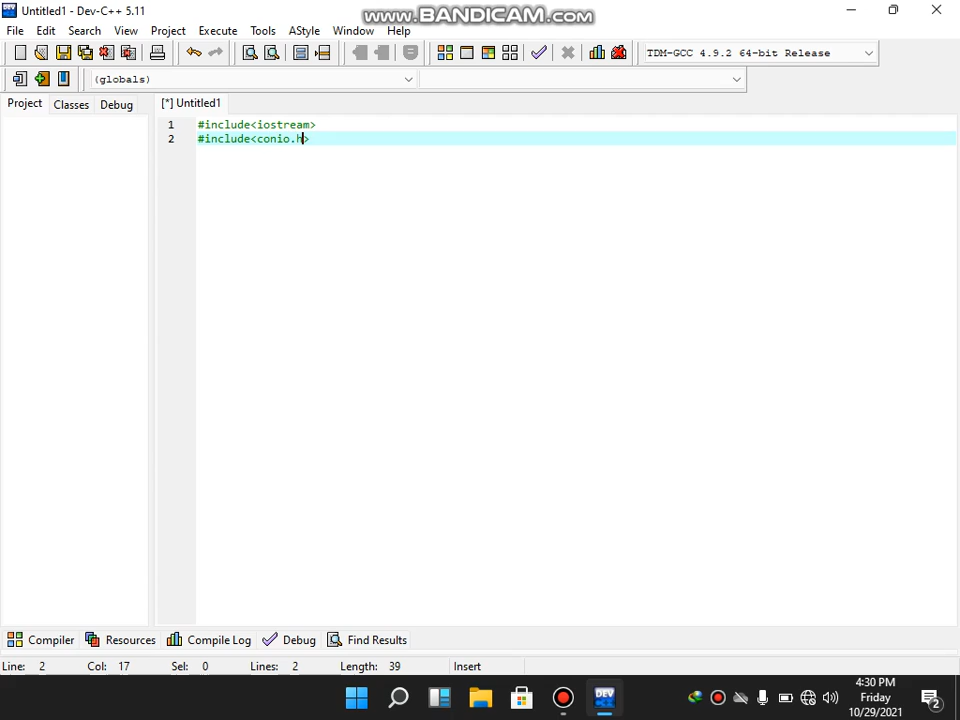 Untitled1 - Dev-C++ 5.11
www.BANDICAM.com
File Edit Search View Project Execute Tools AStyle Window Help
TDM-GCC 4.9.2 64-bit Release
(globals)
Project Classes Debug [*] Untitled1
1 #include<iostream>
2 #include<conio.h>
Compiler Resources Compile Log Debug Find Results
Line: 2 Col: 17 Sel: 0 Lines: 2 Length: 39 Insert
DEV
4:30 PM
Friday
10/29/2021
2